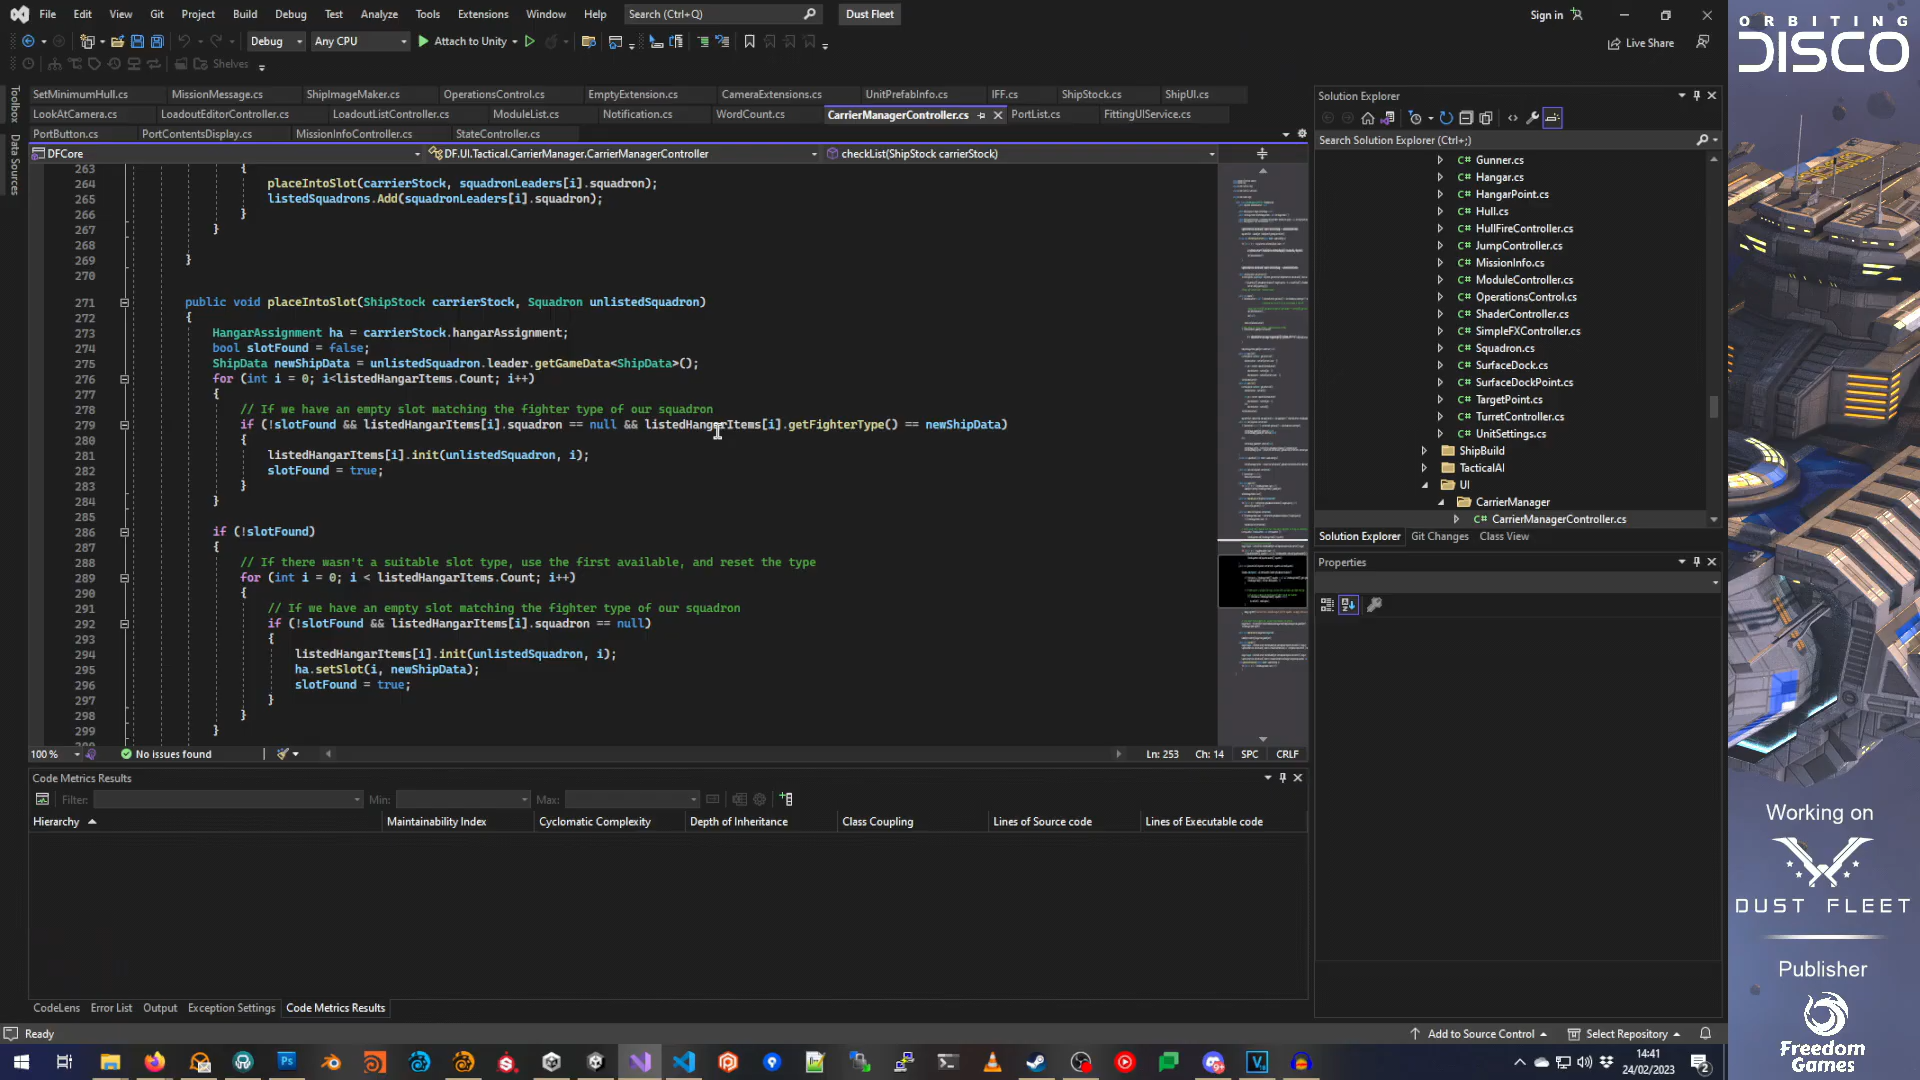 File Edit View Git Project Build Debug Test Analyze Tools Extensions Window Help Search (Ctrl+Q) Dust Fleet Sign in
Debug Any CPU Attach to Unity Live Share
Shelves
ORBITING
DISCO
Toolbox
Data Sources
SetMinimumHull.cs MissionMessage.cs ShipImageMaker.cs OperationsControl.cs EmptyExtension.cs CameraExtensions.cs UnitPrefabInfo.cs IFF.cs ShipStock.cs ShipUI.cs
LookAtCamera.cs LoadoutEditorController.cs LoadoutListController.cs ModuleList.cs Notification.cs WordCount.cs CarrierManagerController.cs PortList.cs FittingUIService.cs
PortButton.cs PortContentsDisplay.cs MissionInfoController.cs StateController.cs
DFCore DF.UI.Tactical.CarrierManager.CarrierManagerController checkList(ShipStock carrierStock)
263 {
264 placeIntoSlot(carrierStock, squadronLeaders[i].squadron);
265 listedSquadrons.Add(squadronLeaders[i].squadron);
266 }
267 }
268
269 }
270
271 public void placeIntoSlot(ShipStock carrierStock, Squadron unlistedSquadron)
272 {
273 HangarAssignment ha = carrierStock.hangarAssignment;
274 bool slotFound = false;
275 ShipData newShipData = unlistedSquadron.leader.getGameData<ShipData>();
276 for (int i = 0; i<listedHangarItems.Count; i++)
277 {
278 // If we have an empty slot matching the fighter type of our squadron
279 if (!slotFound && listedHangarItems[i].squadron == null && listedHangarItems[i].getFighterType() == newShipData)
280 {
281 listedHangarItems[i].init(unlistedSquadron, i);
282 slotFound = true;
283 }
284 }
285
286 if (!slotFound)
287 {
288 // If there wasn't a suitable slot type, use the first available, and reset the type
289 for (int i = 0; i < listedHangarItems.Count; i++)
290 {
291 // If we have an empty slot matching the fighter type of our squadron
292 if (!slotFound && listedHangarItems[i].squadron == null)
293 {
294 listedHangarItems[i].init(unlistedSquadron, i);
295 ha.setSlot(i, newShipData);
296 slotFound = true;
297 }
298 }
299 }
100 % No issues found Ln: 253 Ch: 14 SPC CRLF
Solution Explorer
Search Solution Explorer (Ctrl+;)
C# Gunner.cs
C# Hangar.cs
C# HangarPoint.cs
C# Hull.cs
C# HullFireController.cs
C# JumpController.cs
C# MissionInfo.cs
C# ModuleController.cs
C# OperationsControl.cs
C# ShaderController.cs
C# SimpleFXController.cs
C# Squadron.cs
C# SurfaceDock.cs
C# SurfaceDockPoint.cs
C# TargetPoint.cs
C# TurretController.cs
C# UnitSettings.cs
ShipBuild
TacticalAI
UI
CarrierManager
C# CarrierManagerController.cs
Solution Explorer Git Changes Class View
Properties
Code Metrics Results
Filter: Min: Max:
Hierarchy Maintainability Index Cyclomatic Complexity Depth of Inheritance Class Coupling Lines of Source code Lines of Executable code
CodeLens Error List Output Exception Settings Code Metrics Results
Ready Add to Source Control Select Repository
14:41
24/02/2023
2
Working on
DUST FLEET
Publisher
Freedom
Games